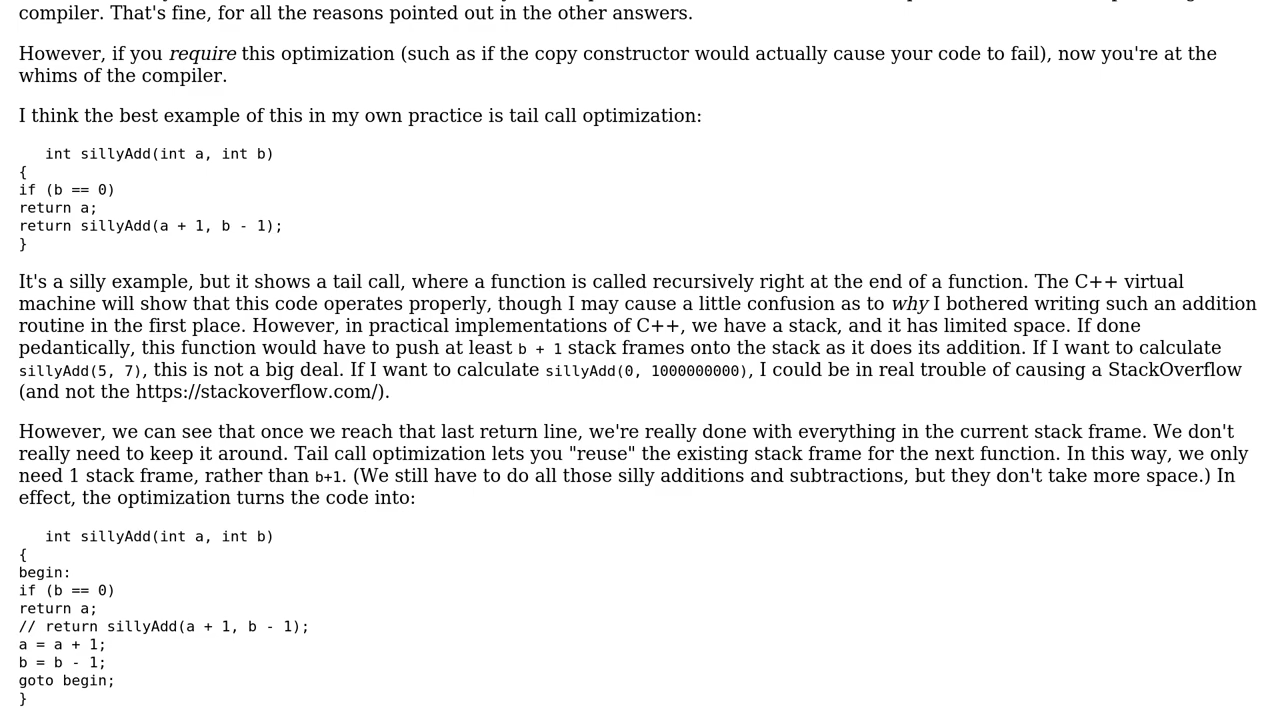 compiler. That's fine, for all the reasons pointed out in the other answers.
However, if you require this optimization (such as if the copy constructor would actually cause your code to fail), now you're at the
whims of the compiler.
I think the best example of this in my own practice is tail call optimization:
int sillyAdd(int a, int b)
{
if (b == 0)
return a;
return sillyAdd(a + 1, b - 1);
}
It's a silly example, but it shows a tail call, where a function is called recursively right at the end of a function. The C++ virtual
machine will show that this code operates properly, though I may cause a little confusion as to why I bothered writing such an addition
routine in the first place. However, in practical implementations of C++, we have a stack, and it has limited space. If done
pedantically, this function would have to push at least b + 1 stack frames onto the stack as it does its addition. If I want to calculate
sillyAdd(5, 7), this is not a big deal. If I want to calculate sillyAdd(0, 1000000000), I could be in real trouble of causing a StackOverflow
(and not the https://stackoverflow.com/).
However, we can see that once we reach that last return line, we're really done with everything in the current stack frame. We don't
really need to keep it around. Tail call optimization lets you "reuse" the existing stack frame for the next function. In this way, we only
need 1 stack frame, rather than b+1. (We still have to do all those silly additions and subtractions, but they don't take more space.) In
effect, the optimization turns the code into:
int sillyAdd(int a, int b)
{
begin:
if (b == 0)
return a;
// return sillyAdd(a + 1, b - 1);
a = a + 1;
b = b - 1;
goto begin;
}